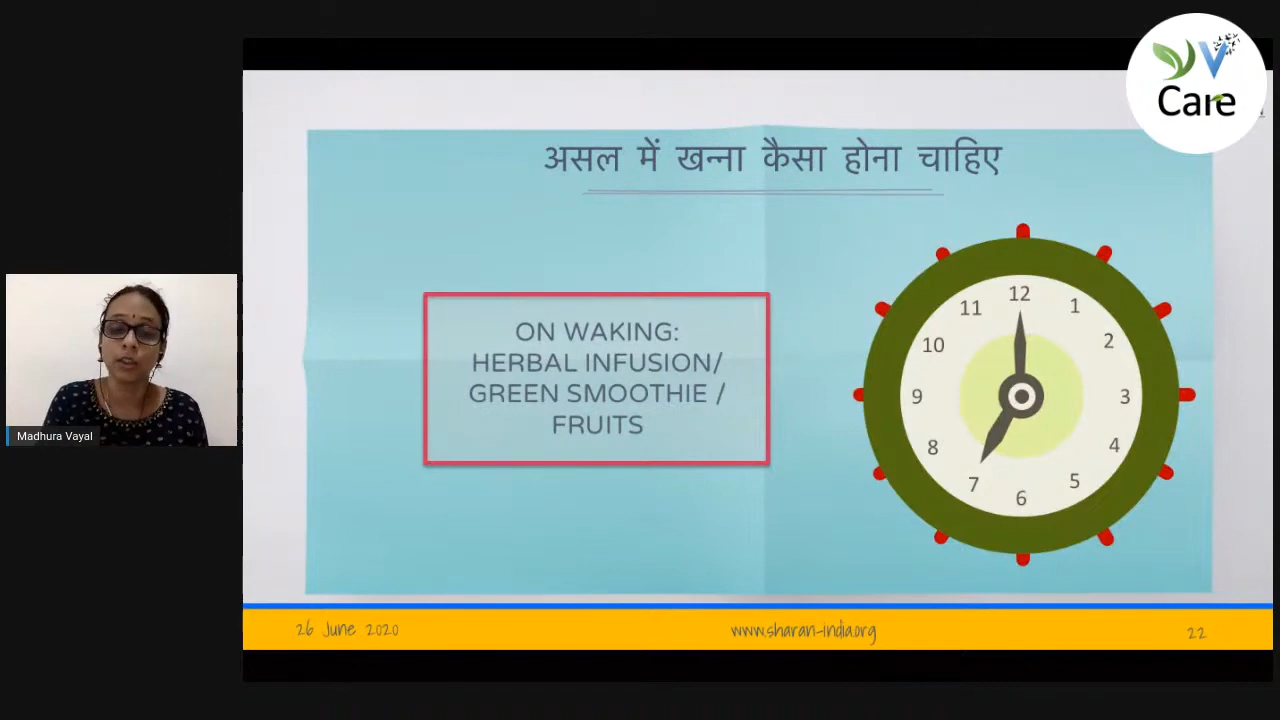 V
Care
असल में खन्ना कैसा होना चाहिए
ON WAKING:
HERBAL INFUSION/
GREEN SMOOTHIE /
FRUITS
12
1
2
3
4
5
6
7
8
9
10
11
Madhura Vayal
26 June 2020
www.sharan-india.org
22